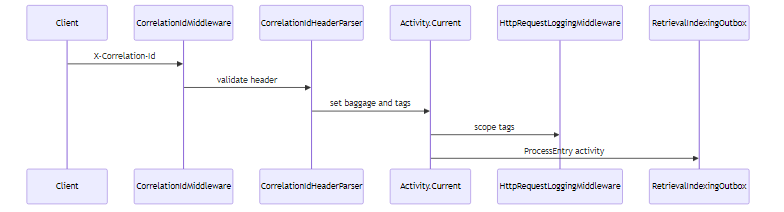 Client
CorrelationIdMiddleware
CorrelationIdHeaderParser
Activity.Current
HttpRequestLoggingMiddleware
RetrievalIndexingOutbox
X-Correlation-Id
validate header
set baggage and tags
scope tags
ProcessEntry activity
Client
CorrelationIdMiddleware
CorrelationIdHeaderParser
Activity.Current
HttpRequestLoggingMiddleware
RetrievalIndexingOutbox